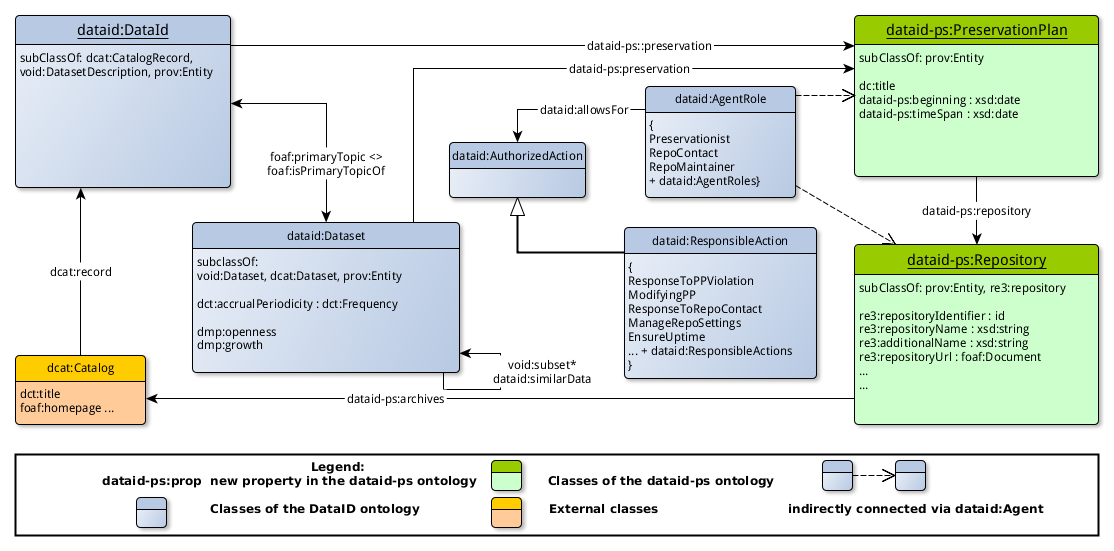 dataid:DataId
subClassOf: dcat:CatalogRecord,
void:DatasetDescription, prov:Entity
dataid-ps::preservation
dataid-ps:preservation
dataid-ps:PreservationPlan
subClassOf: prov:Entity
dc:title
dataid-ps:beginning : xsd:date
dataid-ps:timeSpan : xsd:date
dataid:AgentRole
{
Preservationist
RepoContact
RepoMaintainer
+ dataid:AgentRoles}
dataid:allowsFor
dataid:AuthorizedAction
foaf:primaryTopic <>
foaf:isPrimaryTopicOf
dataid-ps:repository
dataid:Dataset
subclassOf:
void:Dataset, dcat:Dataset, prov:Entity
dct:accrualPeriodicity : dct:Frequency
dmp:openness
dmp:growth
dataid:ResponsibleAction
{
ResponseToPPViolation
ModifyingPP
ResponseToRepoContact
ManageRepoSettings
EnsureUptime
... + dataid:ResponsibleActions
}
dataid-ps:Repository
subClassOf: prov:Entity, re3:repository
re3:repositoryIdentifier : id
re3:repositoryName : xsd:string
re3:additionalName : xsd:string
re3:repositoryUrl : foaf:Document
...
...
dcat:record
void:subset*
dataid:similarData
dcat:Catalog
dct:title
foaf:homepage ...
dataid-ps:archives
Legend:
dataid-ps:prop  new property in the dataid-ps ontology
Classes of the dataid-ps ontology
Classes of the DataID ontology
External classes
indirectly connected via dataid:Agent